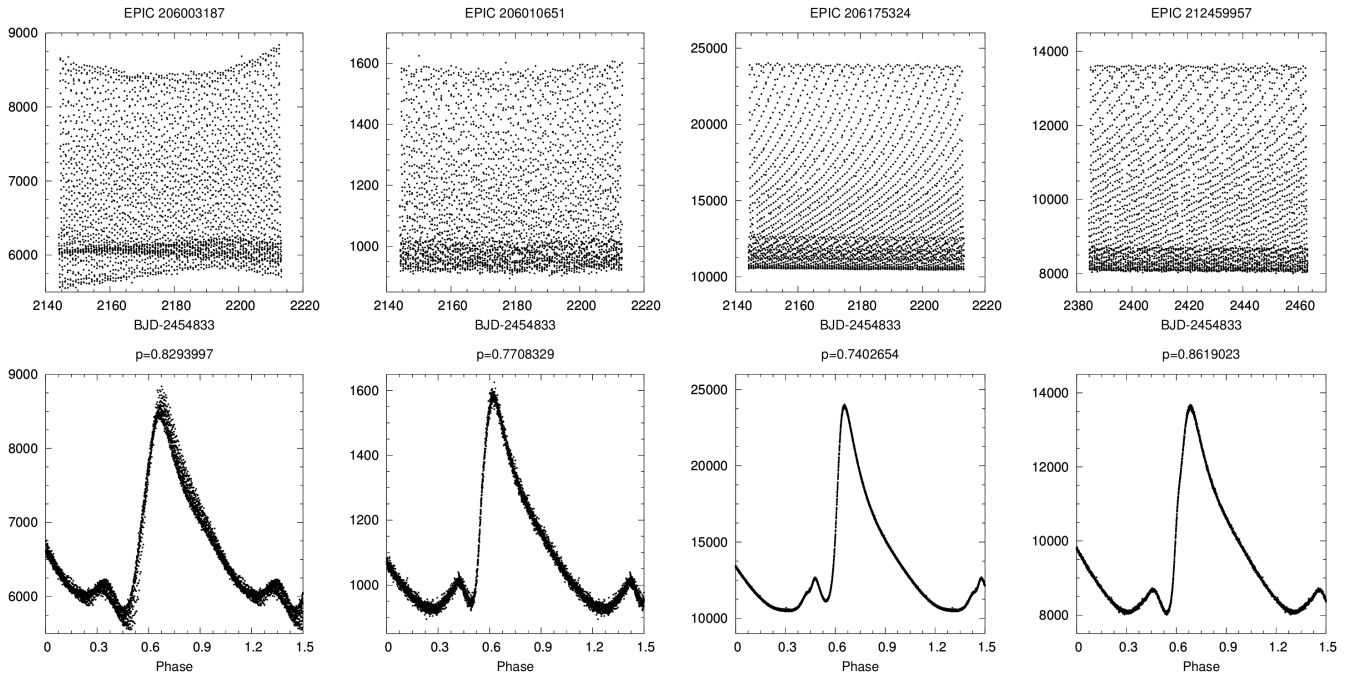 EPIC 206003187
9000
8000
7000
6000
2140 2160 2180 2200 2220
BJD-2454833
EPIC 206010651
1600
1400
1200
1000
2140 2160 2180 2200 2220
BJD-2454833
EPIC 206175324
25000
20000
15000
10000
2140 2160 2180 2200 2220
BJD-2454833
EPIC 212459957
14000
12000
10000
8000
2380 2400 2420 2440 2460
BJD-2454833
p=0.8293997
9000
8000
7000
6000
0 0.3 0.6 0.9 1.2 1.5
Phase
p=0.7708329
1600
1400
1200
1000
0 0.3 0.6 0.9 1.2 1.5
Phase
p=0.7402654
25000
20000
15000
10000
0 0.3 0.6 0.9 1.2 1.5
Phase
p=0.8619023
14000
12000
10000
8000
0 0.3 0.6 0.9 1.2 1.5
Phase